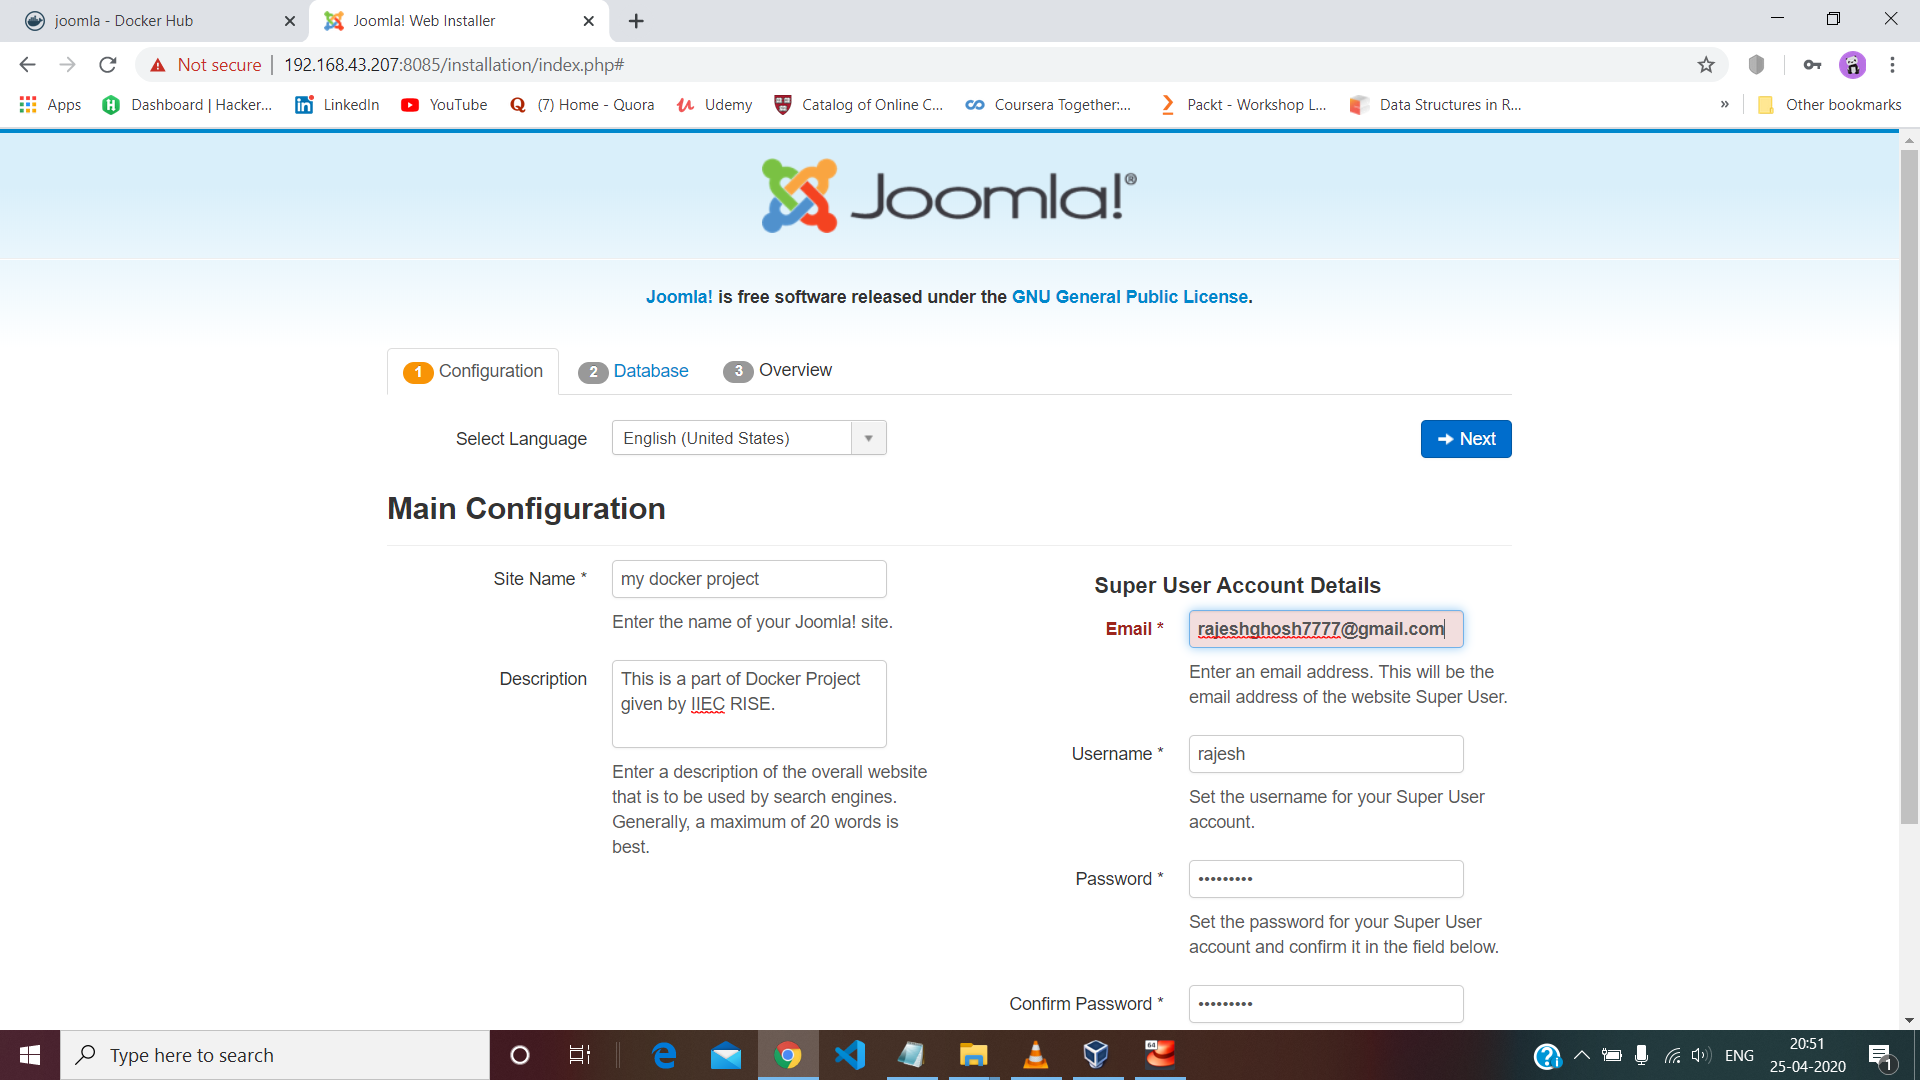 joomla - Docker Hub
Joomla! Web Installer
Not secure | 192.168.43.207:8085/installation/index.php#
Apps
Dashboard | Hacker...
LinkedIn
YouTube
(7) Home - Quora
Udemy
Catalog of Online C...
Coursera Together:...
Packt - Workshop L...
Data Structures in R...
»
Other bookmarks
Joomla!®
Joomla! is free software released under the GNU General Public License.
1 Configuration
2 Database
3 Overview
Select Language
English (United States)
Next
Main Configuration
Site Name *
my docker project
Enter the name of your Joomla! site.
Description
This is a part of Docker Project
given by IIEC RISE.
Enter a description of the overall website
that is to be used by search engines.
Generally, a maximum of 20 words is
best.
Super User Account Details
Email *
rajeshghosh7777@gmail.com
Enter an email address. This will be the
email address of the website Super User.
Username *
rajesh
Set the username for your Super User
account.
Password *
•••••••••
Set the password for your Super User
account and confirm it in the field below.
Confirm Password *
•••••••••
Type here to search
64
ENG
20:51
25-04-2020
1